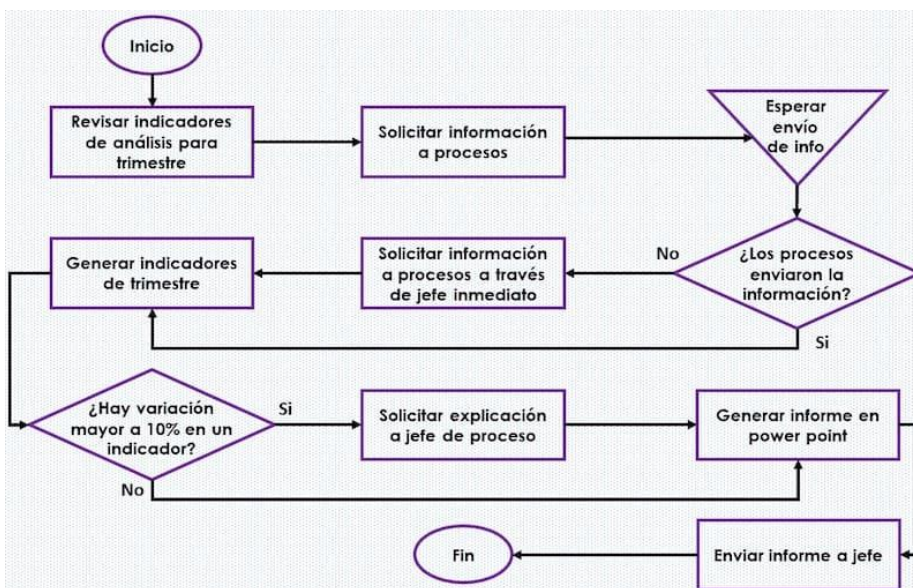 Inicio
Revisar indicadores
de análisis para
trimestre
Solicitar información
a procesos
Esperar
envío
de info
¿Los procesos
enviaron la
información?
No
Si
Solicitar información
a procesos a través
de jefe inmediato
Generar indicadores
de trimestre
¿Hay variación
mayor a 10% en un
indicador?
Si
No
Solicitar explicación
a jefe de proceso
Generar informe en
power point
Enviar informe a jefe
Fin